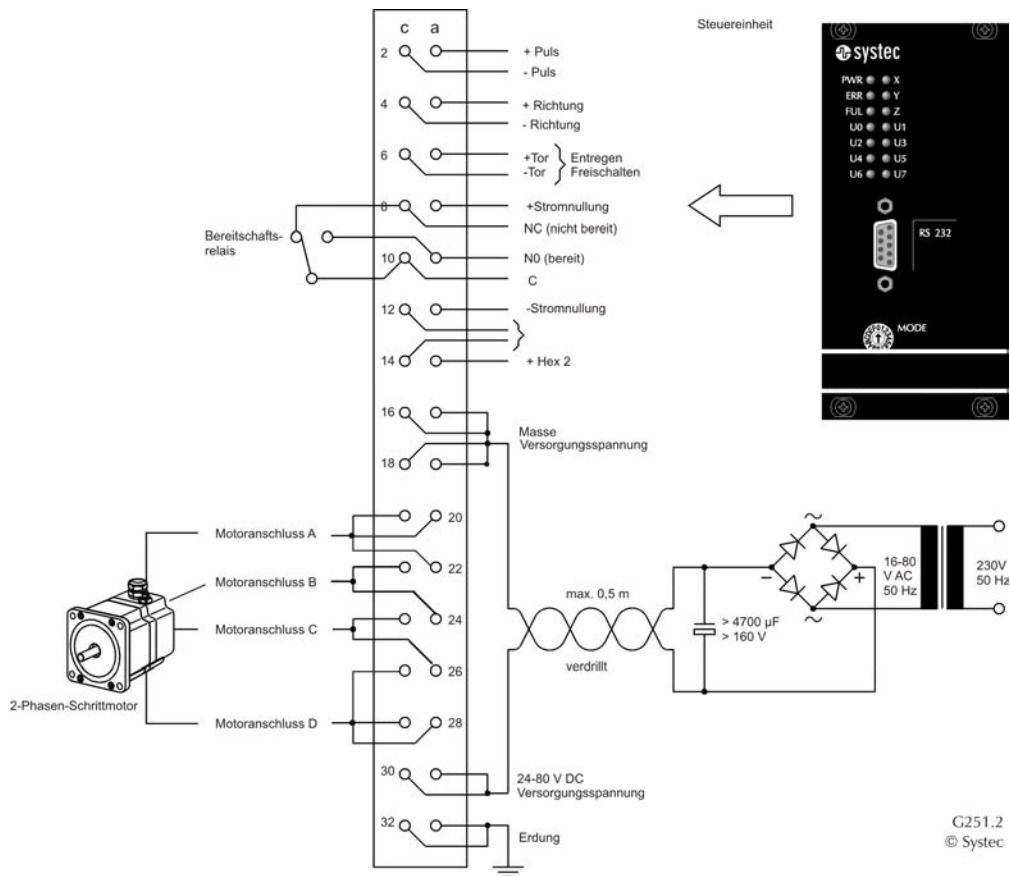 c a
Steuereinheit
2
+ Puls
- Puls
4
+ Richtung
- Richtung
6
+Tor
-Tor
Entregen
Freischalten
8
+Stromnullung
NC (nicht bereit)
Bereitschafts-
relais
10
N0 (bereit)
C
12
-Stromnullung
14
+ Hex 2
16
Masse
Versorgungsspannung
18
20
Motoranschluss A
22
Motoranschluss B
24
Motoranschluss C
26
28
Motoranschluss D
2-Phasen-Schrittmotor
30
24-80 V DC
Versorgungsspannung
32
Erdung
max. 0,5 m
verdrillt
> 4700 µF
> 160 V
~
− +
~
16-80
V AC
50 Hz
230V
50 Hz
systec
PWR X
ERR Y
FUL Z
U0 U1
U2 U3
U4 U5
U6 U7
RS 232
MODE
G251.2
© Systec